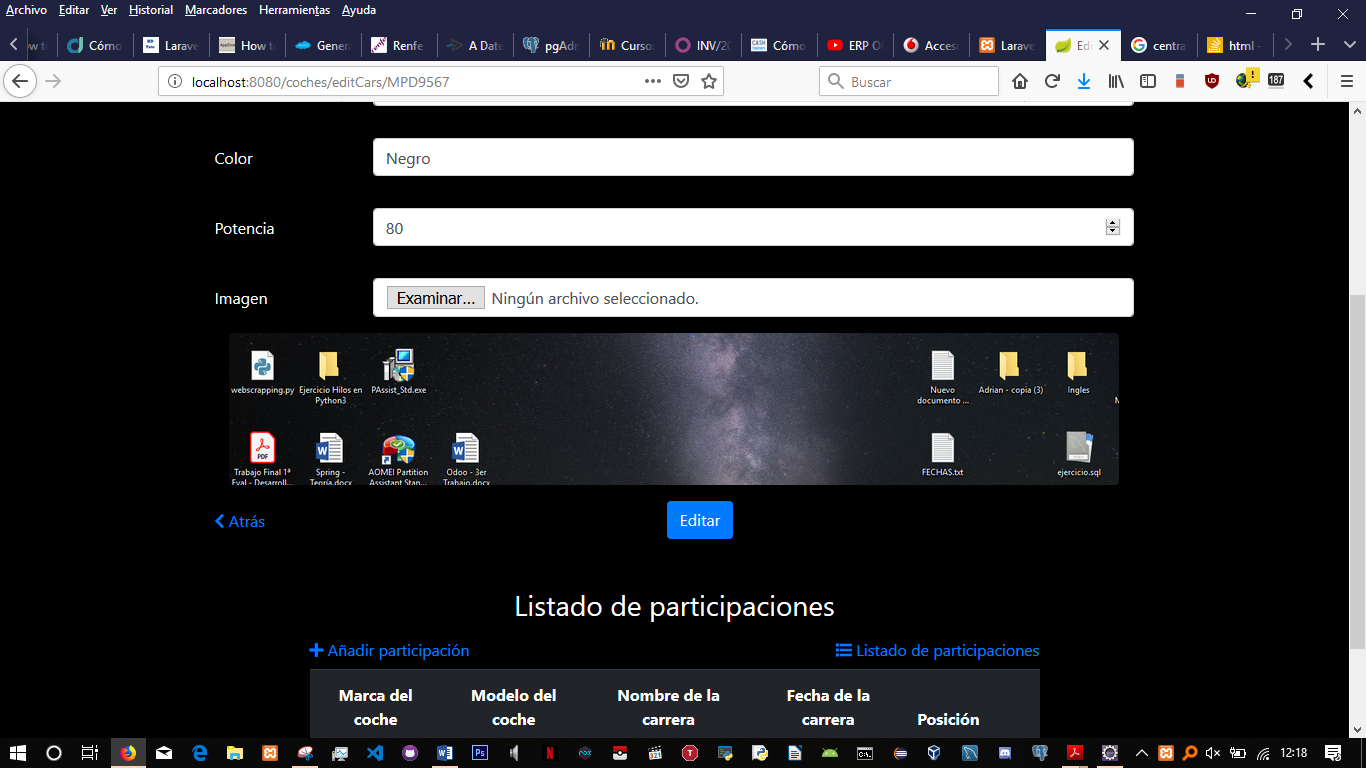 Archivo Editar Ver Historial Marcadores Herramientas Ayuda
Cómo Larave How t Genera Renfe A Date pgAdr Curso: INV/20 Cómo ERP O Acces Larave Edi centra html -
localhost:8080/coches/editCars/MPD9567
Buscar
187
Color
Negro
Potencia
80
Imagen
Examinar... Ningún archivo seleccionado.
webscrapping.py
Ejercicio Hilos en
Python3
PAssist_Std.exe
Nuevo
documento ...
Adrian - copia (3)
Ingles
PDF
Trabajo Final 1ª
Eval - Desarroll...
Spring -
Teoría.docx
AOMEI Partition
Assistant Stan...
Odoo - 3er
Trabajo.docx
FECHAS.txt
ejercicio.sql
Atrás
Editar
Listado de participaciones
Añadir participación
Listado de participaciones
Marca del
coche
Modelo del
coche
Nombre de la
carrera
Fecha de la
carrera
Posición
12:18